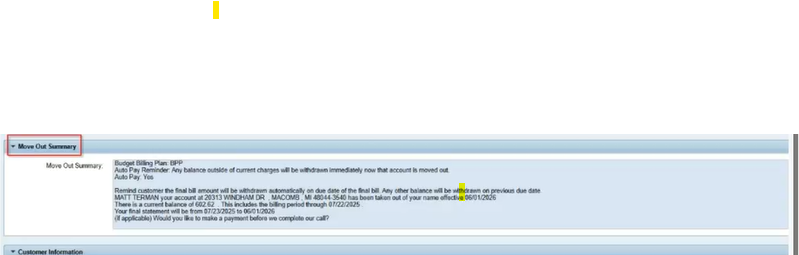 Move Out Summary
Move Out Summary:
Budget Billing Plan: BPP
Auto Pay Reminder: Any balance outside of current charges will be withdrawn immediately now that account is moved out.
Auto Pay: Yes
Remind customer the final bill amount will be withdrawn automatically on due date of the final bill. Any other balance will be withdrawn on previous due date
MATT TERMAN your account at 20313 WINDHAM DR , MACOMB , MI 48044-3540 has been taken out of your name effective 06/01/2026
There is a current balance of 602.62 . This includes the billing period through 07/22/2025
Your final statement will be from 07/23/2025 to 06/01/2026
(if applicable) Would you like to make a payment before we complete our call?
Customer Information